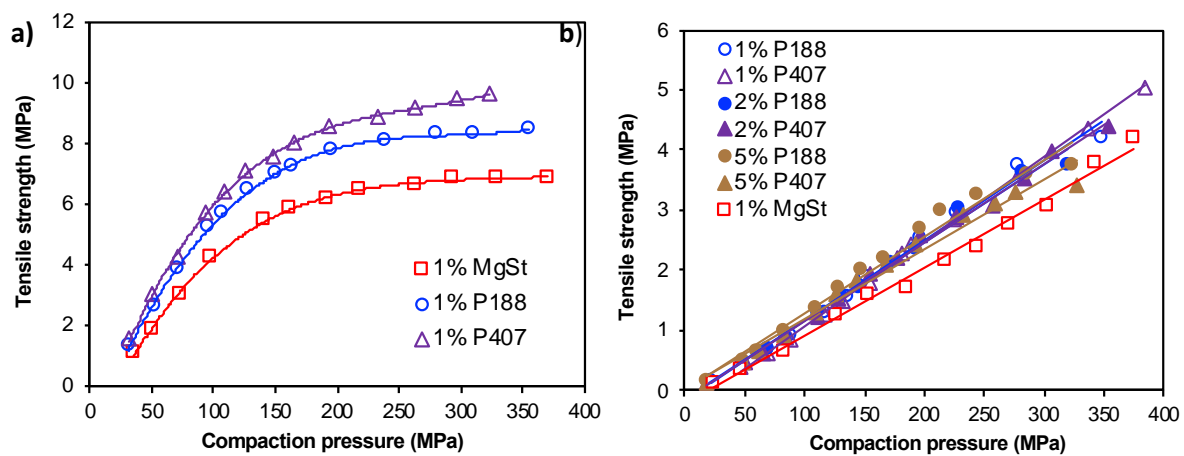 a)
Tensile strength (MPa)
12
10
8
6
4
2
0
0 50 100 150 200 250 300 350 400
Compaction pressure (MPa)
1% MgSt
1% P188
1% P407
b)
Tensile strength (MPa)
6
5
4
3
2
1
0
0 50 100 150 200 250 300 350 400
Compaction pressure (MPa)
1% P188
1% P407
2% P188
2% P407
5% P188
5% P407
1% MgSt